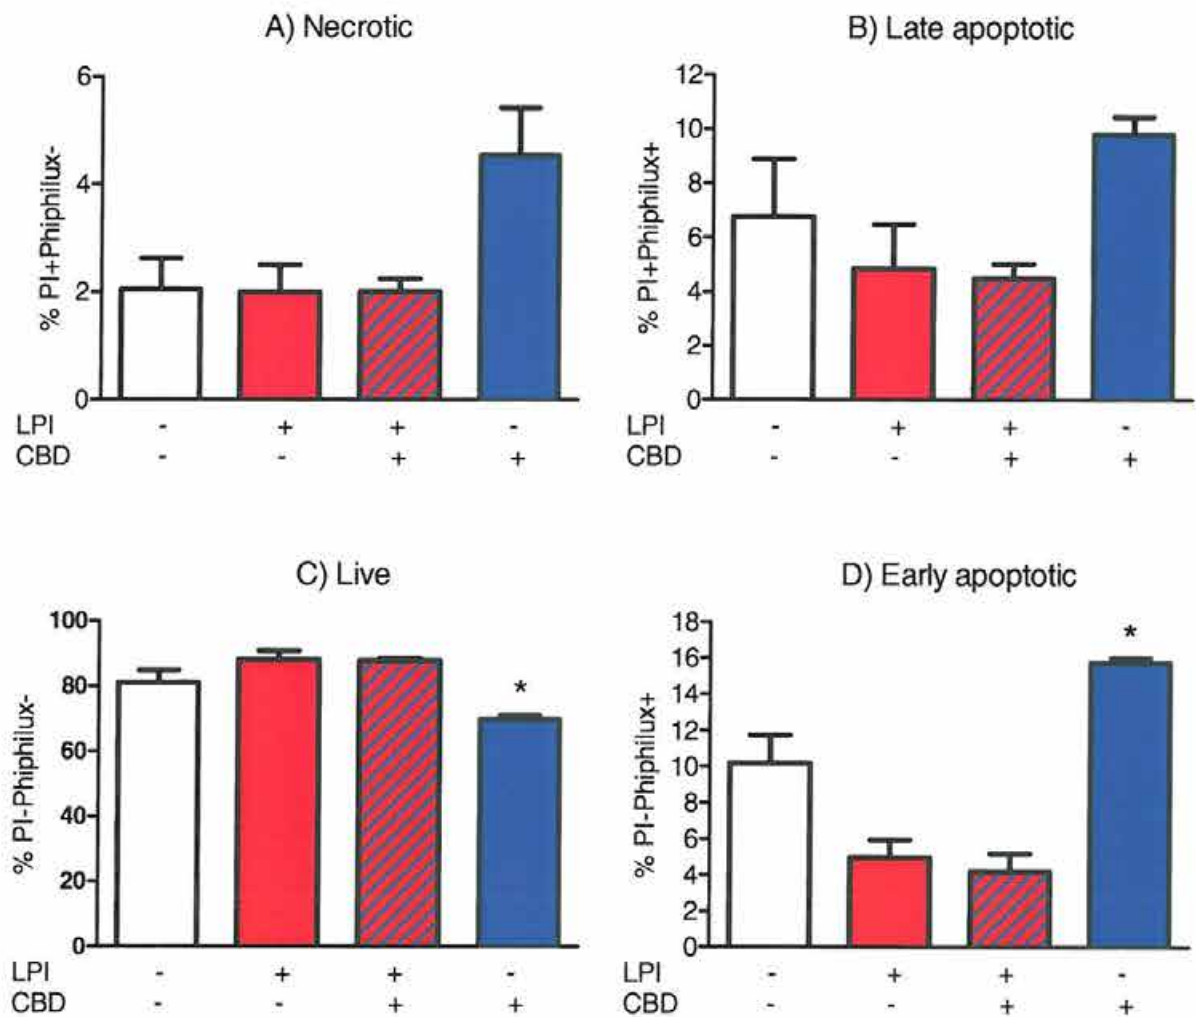 A) Necrotic
% PI+Phiphilux-
6
4
2
0
LPI - + + -
CBD - - + +
B) Late apoptotic
% PI+Phiphilux+
12
10
8
6
4
2
0
LPI - + + -
CBD - - + +
C) Live
% PI-Phiphilux-
100
80
60
40
20
0
LPI - + + -
CBD - - + +
*
D) Early apoptotic
% PI-Phiphilux+
18
16
14
12
10
8
6
4
2
0
LPI - + + -
CBD - - + +
*